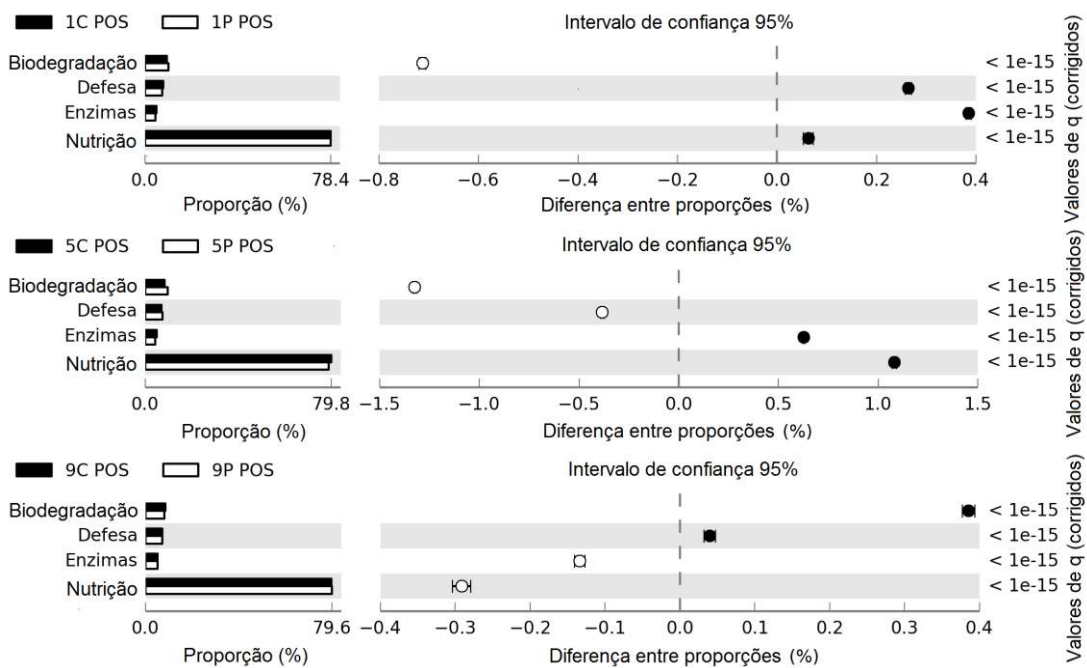 1C POS 1P POS Intervalo de confiança 95%
Biodegradação < 1e-15
Defesa < 1e-15
Enzimas < 1e-15
Nutrição < 1e-15
0.0 78.4 −0.8 −0.6 −0.4 −0.2 0.0 0.2 0.4
Proporção (%) Diferença entre proporções (%)
Valores de q (corrigidos)
5C POS 5P POS Intervalo de confiança 95%
Biodegradação < 1e-15
Defesa < 1e-15
Enzimas < 1e-15
Nutrição < 1e-15
0.0 79.8 −1.5 −1.0 −0.5 0.0 0.5 1.0 1.5
Proporção (%) Diferença entre proporções (%)
Valores de q (corrigidos)
9C POS 9P POS Intervalo de confiança 95%
Biodegradação < 1e-15
Defesa < 1e-15
Enzimas < 1e-15
Nutrição < 1e-15
0.0 79.6 −0.4 −0.3 −0.2 −0.1 0.0 0.1 0.2 0.3 0.4
Proporção (%) Diferença entre proporções (%)
Valores de q (corrigidos)